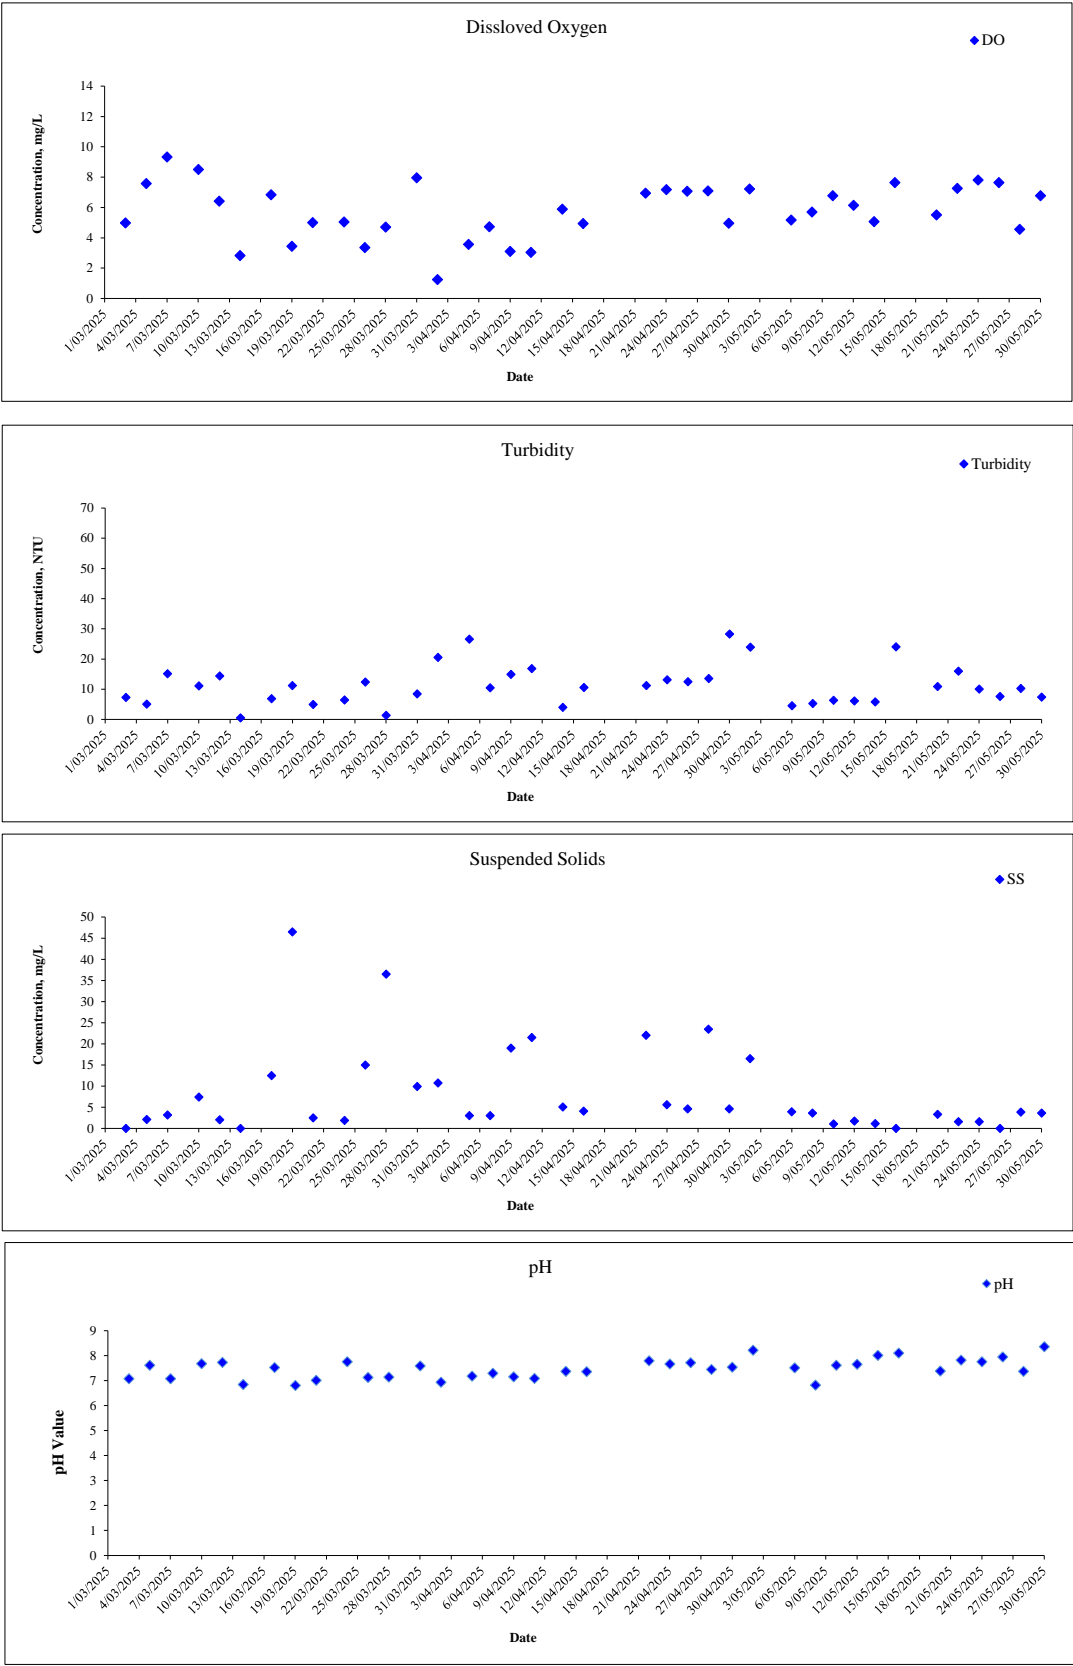 Dissloved Oxygen
DO
Concentration, mg/L
14
12
10
8
6
4
2
0
1/03/2025 4/03/2025 7/03/2025 10/03/2025 13/03/2025 16/03/2025 19/03/2025 22/03/2025 25/03/2025 28/03/2025 31/03/2025 3/04/2025 6/04/2025 9/04/2025 12/04/2025 15/04/2025 18/04/2025 21/04/2025 24/04/2025 27/04/2025 30/04/2025 3/05/2025 6/05/2025 9/05/2025 12/05/2025 15/05/2025 18/05/2025 21/05/2025 24/05/2025 27/05/2025 30/05/2025
Date
Turbidity
Turbidity
Concentration, NTU
70
60
50
40
30
20
10
0
1/03/2025 4/03/2025 7/03/2025 10/03/2025 13/03/2025 16/03/2025 19/03/2025 22/03/2025 25/03/2025 28/03/2025 31/03/2025 3/04/2025 6/04/2025 9/04/2025 12/04/2025 15/04/2025 18/04/2025 21/04/2025 24/04/2025 27/04/2025 30/04/2025 3/05/2025 6/05/2025 9/05/2025 12/05/2025 15/05/2025 18/05/2025 21/05/2025 24/05/2025 27/05/2025 30/05/2025
Date
Suspended Solids
SS
Concentration, mg/L
50
45
40
35
30
25
20
15
10
5
0
1/03/2025 4/03/2025 7/03/2025 10/03/2025 13/03/2025 16/03/2025 19/03/2025 22/03/2025 25/03/2025 28/03/2025 31/03/2025 3/04/2025 6/04/2025 9/04/2025 12/04/2025 15/04/2025 18/04/2025 21/04/2025 24/04/2025 27/04/2025 30/04/2025 3/05/2025 6/05/2025 9/05/2025 12/05/2025 15/05/2025 18/05/2025 21/05/2025 24/05/2025 27/05/2025 30/05/2025
Date
pH
pH
pH Value
9
8
7
6
5
4
3
2
1
0
1/03/2025 4/03/2025 7/03/2025 10/03/2025 13/03/2025 16/03/2025 19/03/2025 22/03/2025 25/03/2025 28/03/2025 31/03/2025 3/04/2025 6/04/2025 9/04/2025 12/04/2025 15/04/2025 18/04/2025 21/04/2025 24/04/2025 27/04/2025 30/04/2025 3/05/2025 6/05/2025 9/05/2025 12/05/2025 15/05/2025 18/05/2025 21/05/2025 24/05/2025 27/05/2025 30/05/2025
Date